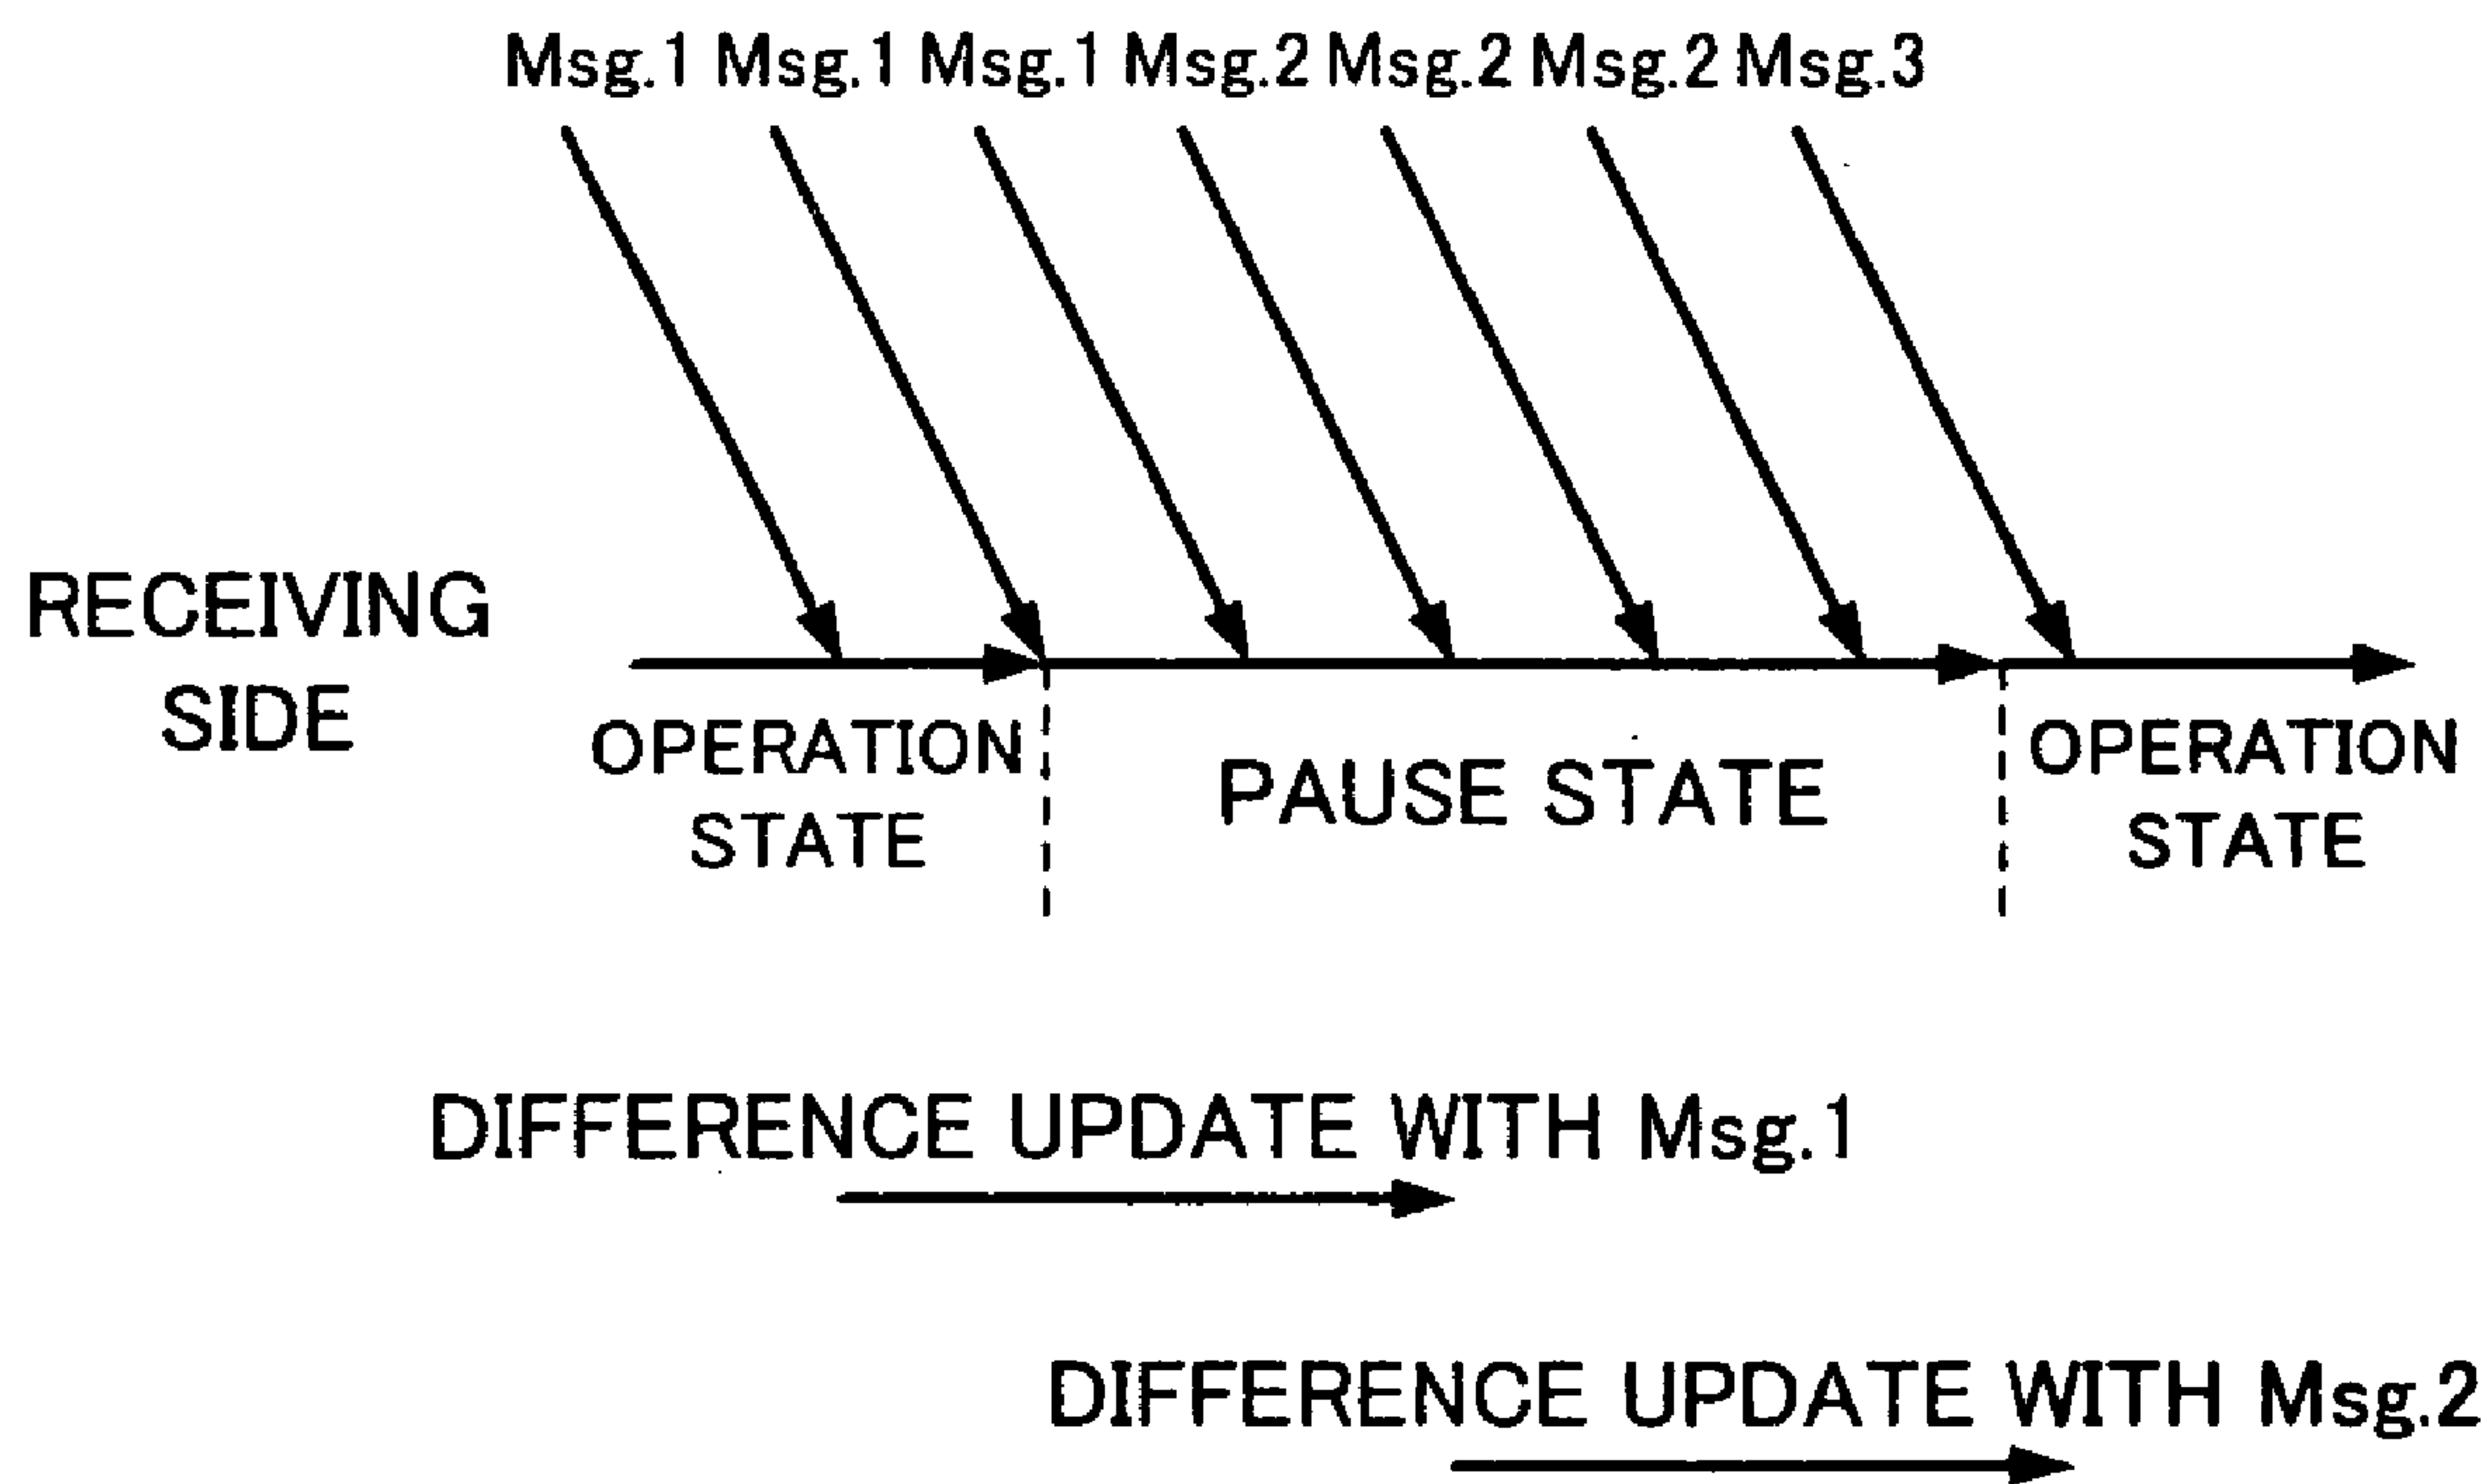 Msg.1 Msg.1 Msg.1 Msg.2 Msg.2 Msg.2 Msg.3
RECEIVING
SIDE
OPERATION
STATE
PAUSE STATE
OPERATION
STATE
DIFFERENCE UPDATE WITH Msg.1
DIFFERENCE UPDATE WITH Msg.2